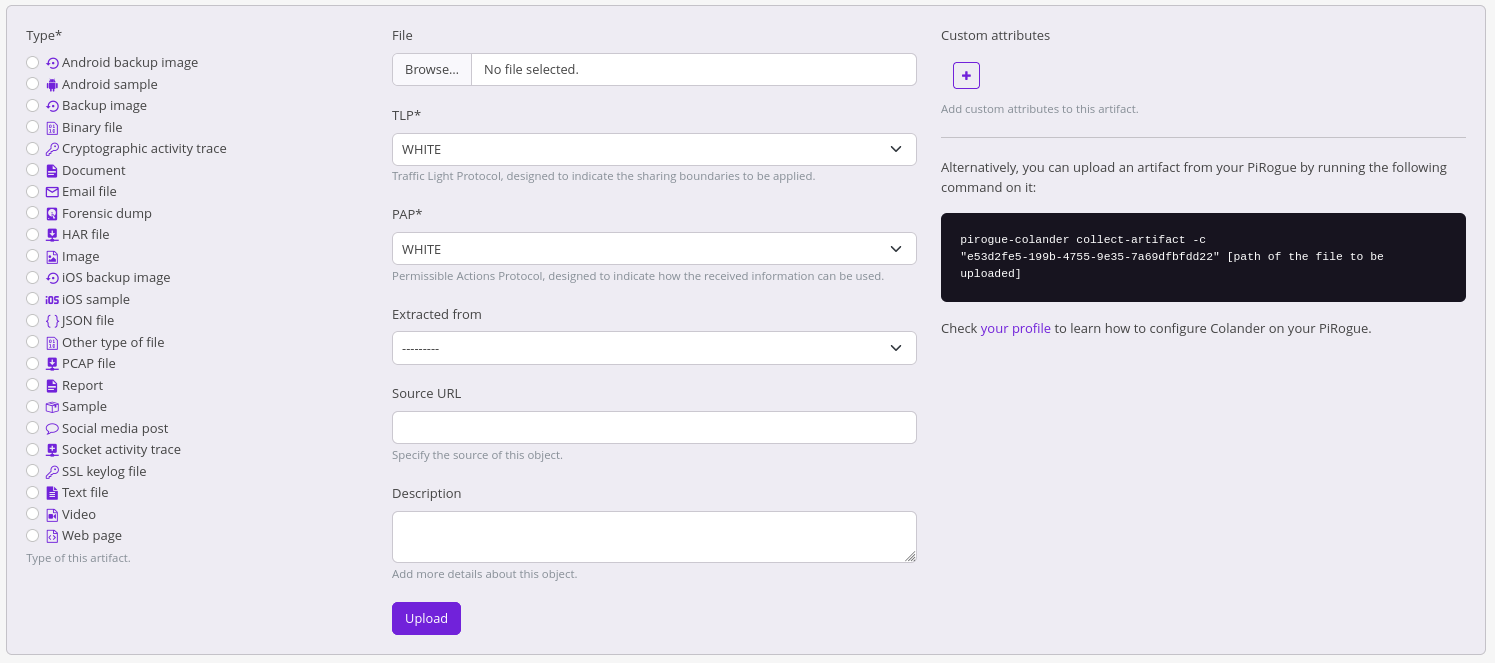 Type*
Android backup image
Android sample
Backup image
Binary file
Cryptographic activity trace
Document
Email file
Forensic dump
HAR file
Image
iOS backup image
iOS sample
JSON file
Other type of file
PCAP file
Report
Sample
Social media post
Socket activity trace
SSL keylog file
Text file
Video
Web page
Type of this artifact.
File
Browse... No file selected.
TLP*
WHITE
Traffic Light Protocol, designed to indicate the sharing boundaries to be applied.
PAP*
WHITE
Permissible Actions Protocol, designed to indicate how the received information can be used.
Extracted from
---------
Source URL
Specify the source of this object.
Description
Add more details about this object.
Upload
Custom attributes
+
Add custom attributes to this artifact.
Alternatively, you can upload an artifact from your PiRogue by running the following
command on it:
pirogue-colander collect-artifact -c
"e53d2fe5-199b-4755-9e35-7a69dfbfdd22" [path of the file to be
uploaded]
Check your profile to learn how to configure Colander on your PiRogue.